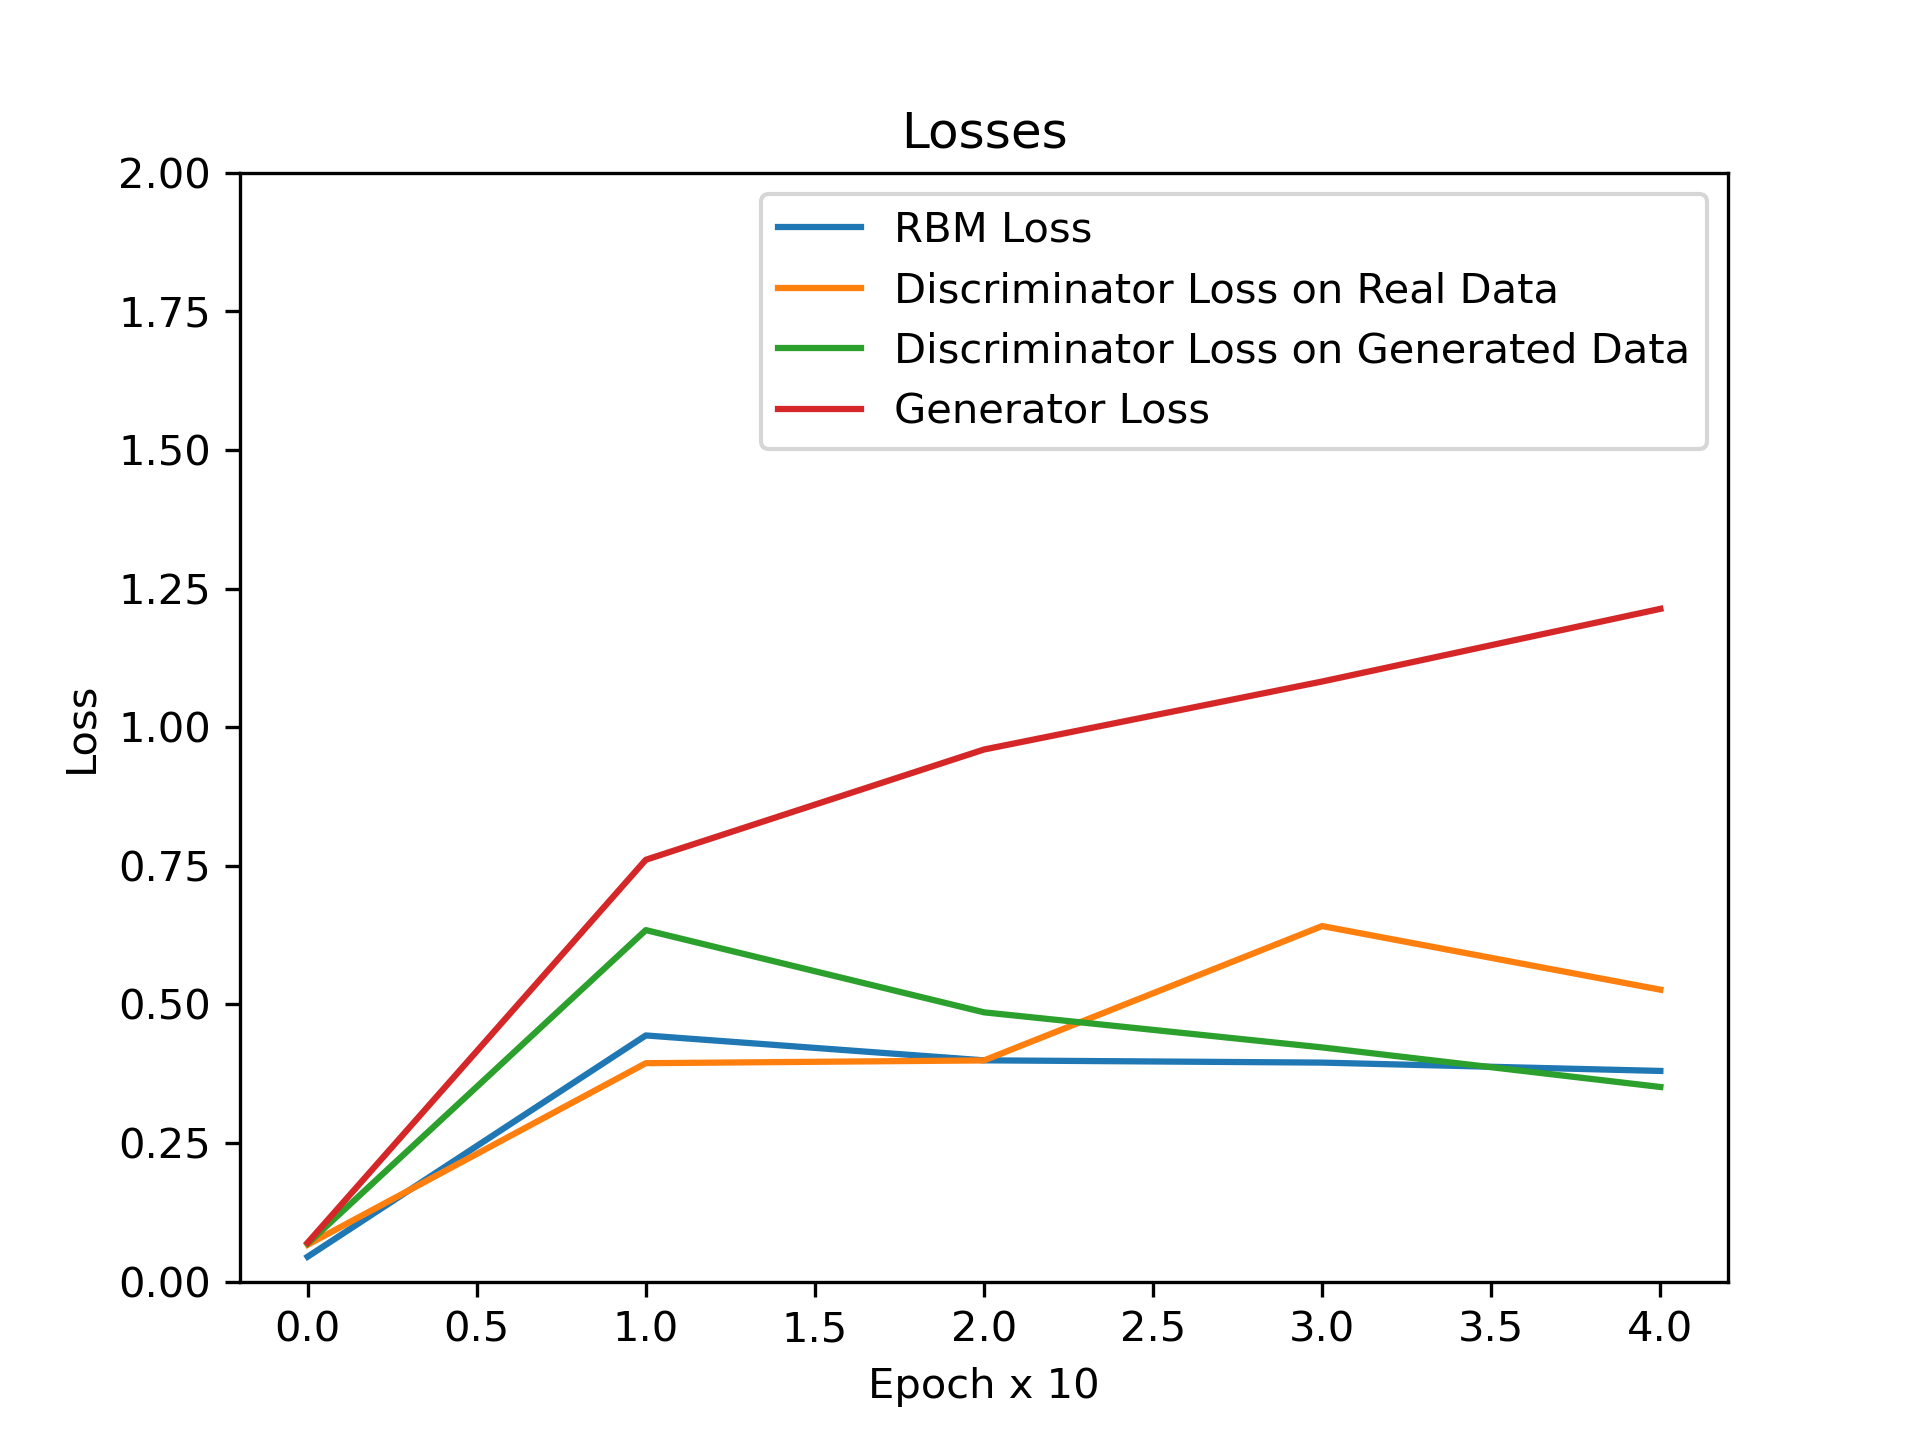 Losses
2.00
1.75
1.50
1.25
1.00
0.75
0.50
0.25
0.00
Loss
RBM Loss
Discriminator Loss on Real Data
Discriminator Loss on Generated Data
Generator Loss
0.0 0.5 1.0 1.5 2.0 2.5 3.0 3.5 4.0
Epoch x 10